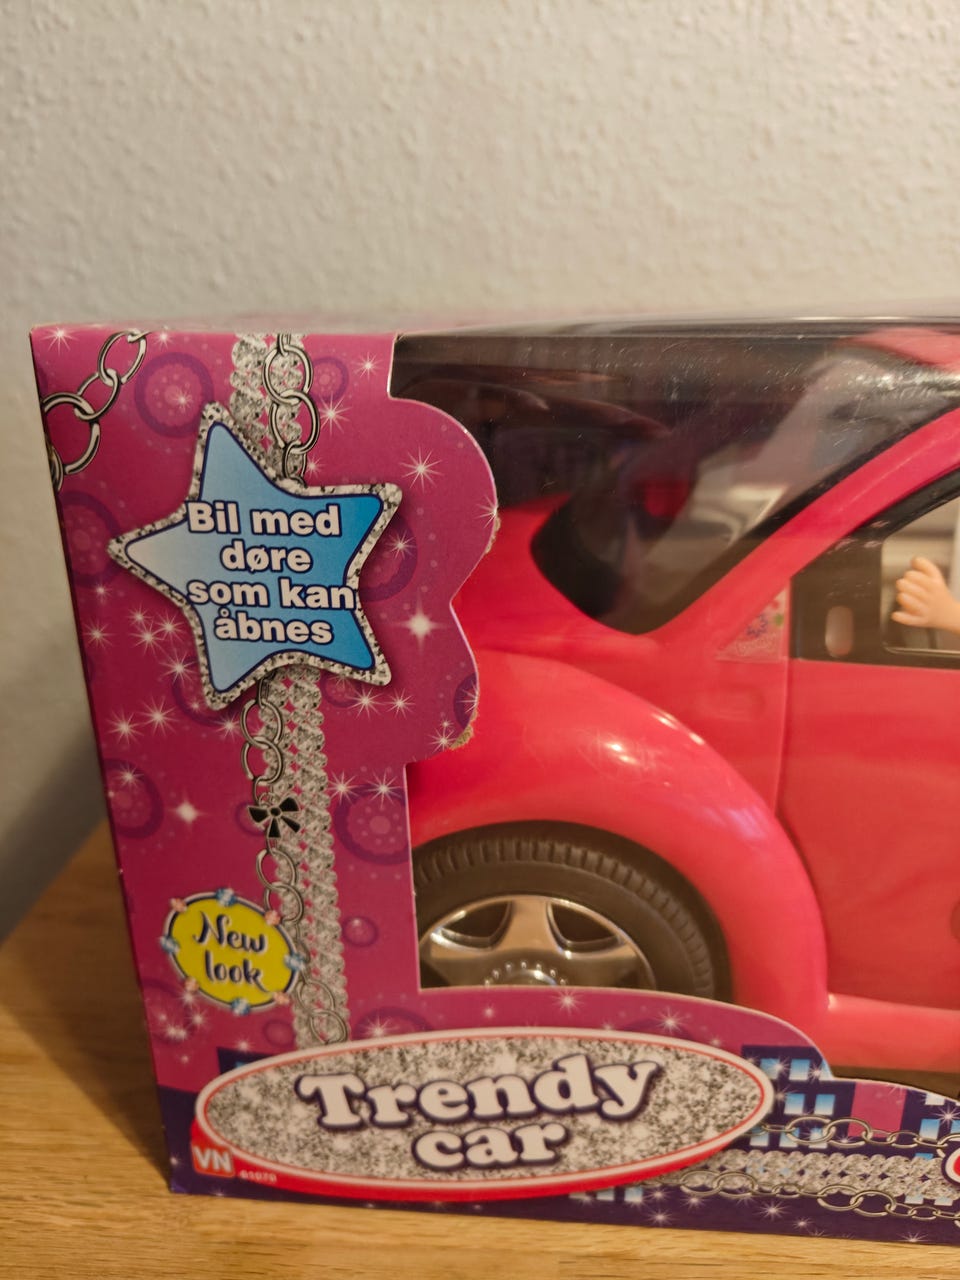 Bil med
døre
som kan
åbnes
New
look
Trendy
car
VN